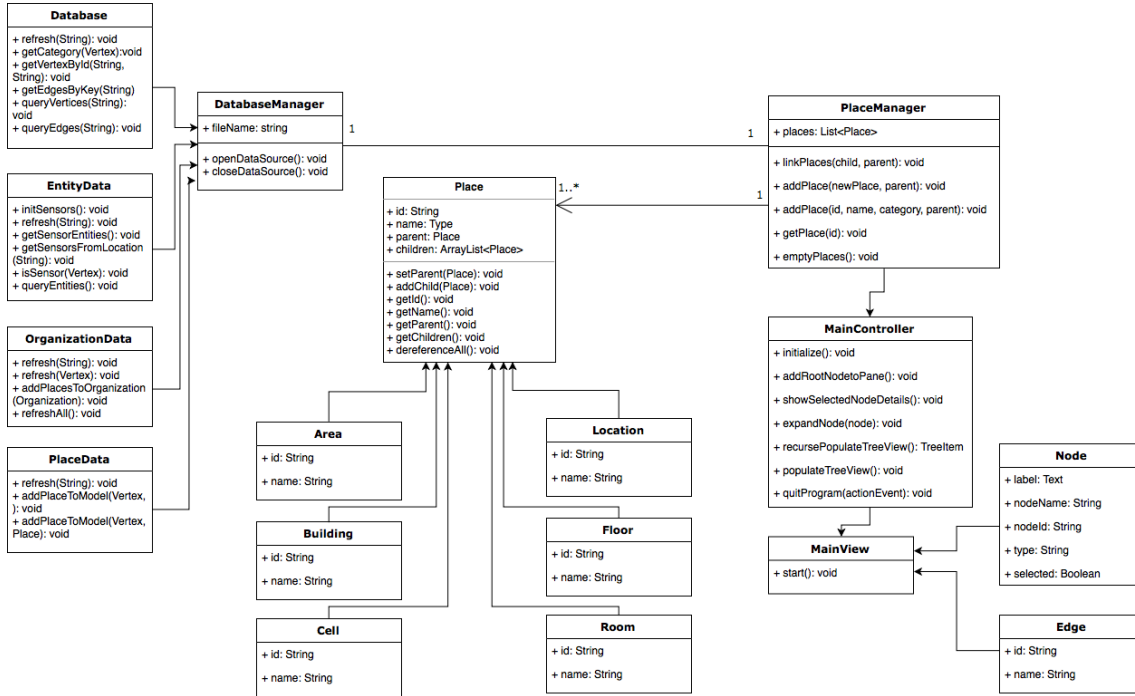 Database
+ refresh(String): void
+ getCategory(Vertex):void
+ getVertexById(String,
String): void
+ getEdgesByKey(String)
+ queryVertices(String):
void
+ queryEdges(String): void
EntityData
+ initSensors(): void
+ refresh(String): void
+ getSensorEntities(): void
+ getSensorsFromLocation
(String): void
+ isSensor(Vertex): void
+ queryEntities(): void
OrganizationData
+ refresh(String): void
+ refresh(Vertex): void
+ addPlacesToOrganization
(Organization): void
+ refreshAll(): void
PlaceData
+ refresh(String): void
+ addPlaceToModel(Vertex,
): void
+ addPlaceToModel(Vertex,
Place): void
DatabaseManager
+ fileName: string
+ openDataSource(): void
+ closeDataSource(): void
1
1
Place
+ id: String
+ name: Type
+ parent: Place
+ children: ArrayList<Place>
+ setParent(Place): void
+ addChild(Place): void
+ getId(): void
+ getName(): void
+ getParent(): void
+ getChildren(): void
+ dereferenceAll(): void
1..*
1
Area
+ id: String
+ name: String
Building
+ id: String
+ name: String
Cell
+ id: String
+ name: String
Location
+ id: String
+ name: String
Floor
+ id: String
+ name: String
Room
+ id: String
+ name: String
PlaceManager
+ places: List<Place>
+ linkPlaces(child, parent): void
+ addPlace(newPlace, parent): void
+ addPlace(id, name, category, parent): void
+ getPlace(id): void
+ emptyPlaces(): void
MainController
+ initialize(): void
+ addRootNodetoPane(): void
+ showSelectedNodeDetails(): void
+ expandNode(node): void
+ recursePopulateTreeView(): TreeItem
+ populateTreeView(): void
+ quitProgram(actionEvent): void
MainView
+ start(): void
Node
+ label: Text
+ nodeName: String
+ nodeId: String
+ type: String
+ selected: Boolean
Edge
+ id: String
+ name: String